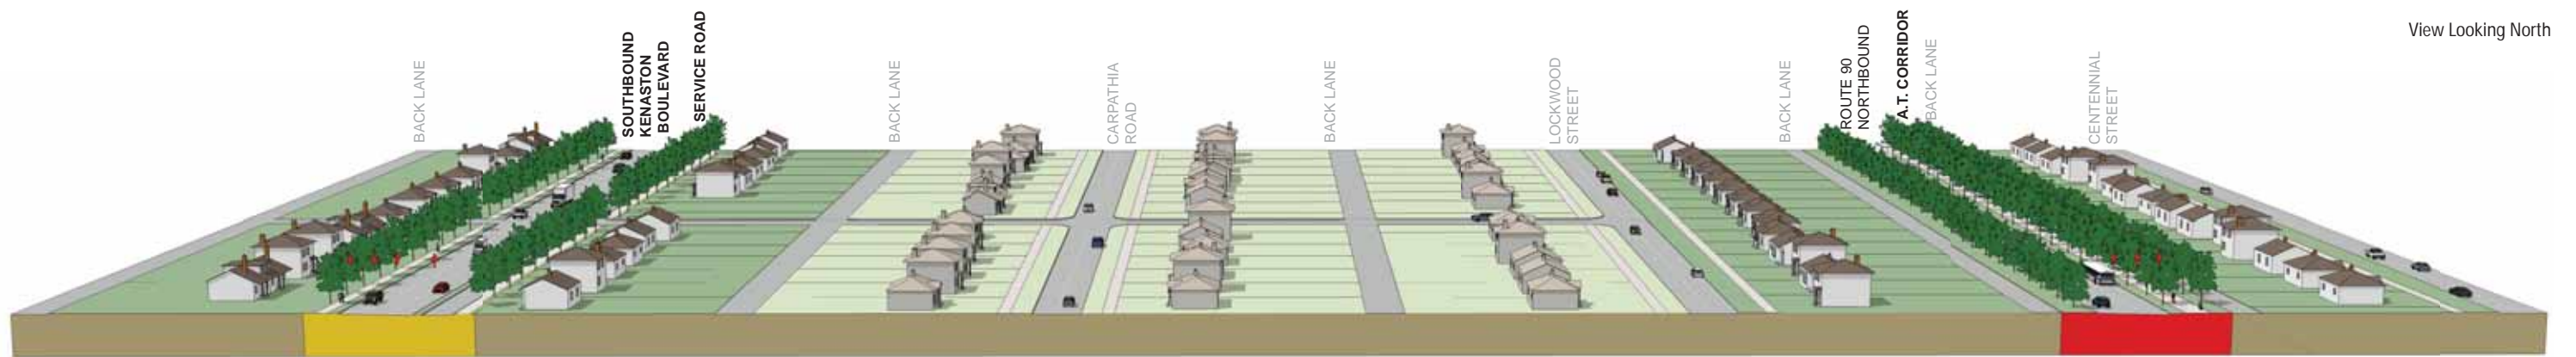 BACK LANE
SOUTHBOUND
KENASTON
BOULEVARD
SERVICE ROAD
BACK LANE
CARPATHIA
ROAD
BACK LANE
LOCKWOOD
STREET
BACK LANE
ROUTE 90
NORTHBOUND
A.T. CORRIDOR
BACK LANE
CENTENNIAL
STREET
View Looking North